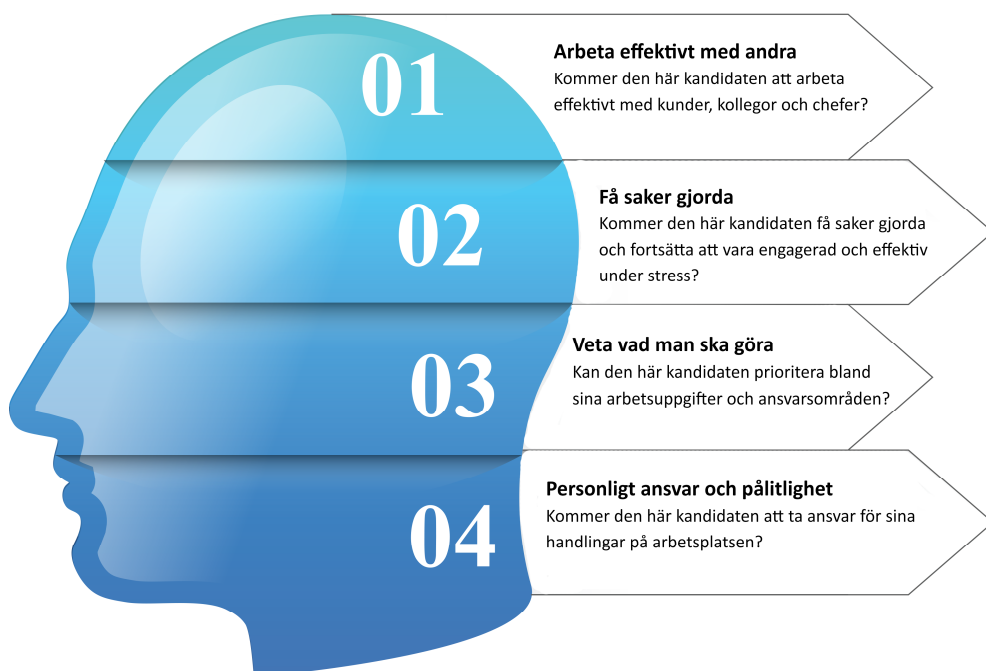 01
Arbeta effektivt med andra
Kommer den här kandidaten att arbeta
effektivt med kunder, kollegor och chefer?
02
Få saker gjorda
Kommer den här kandidaten få saker gjorda
och fortsätta att vara engagerad och effektiv
under stress?
03
Veta vad man ska göra
Kan den här kandidaten prioritera bland
sina arbetsuppgifter och ansvarsområden?
04
Personligt ansvar och pålitlighet
Kommer den här kandidaten att ta ansvar för sina
handlingar på arbetsplatsen?